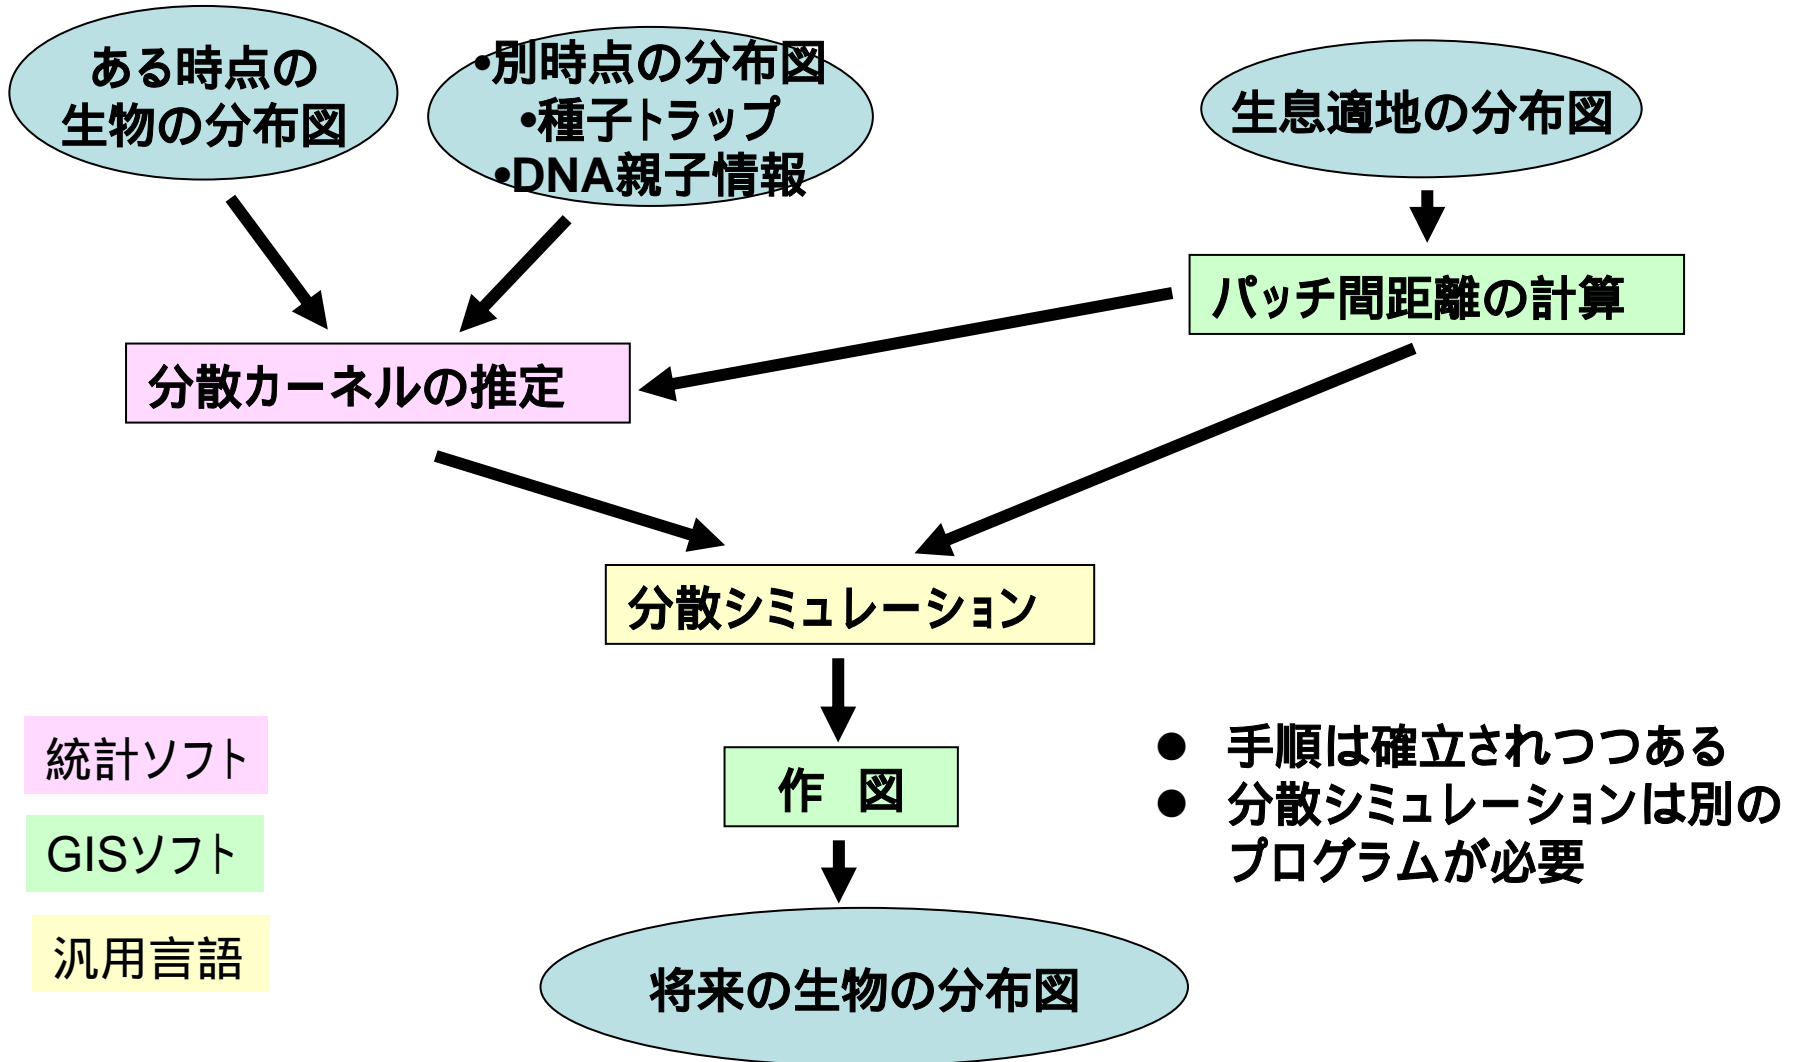 ある時点の
生物の分布図
•別時点の分布図
•種子トラップ
•DNA親子情報
生息適地の分布図
パッチ間距離の計算
分散カーネルの推定
分散シミュレーション
作 図
統計ソフト
GISソフト
汎用言語
● 手順は確立されつつある
● 分散シミュレーションは別の
プログラムが必要
将来の生物の分布図